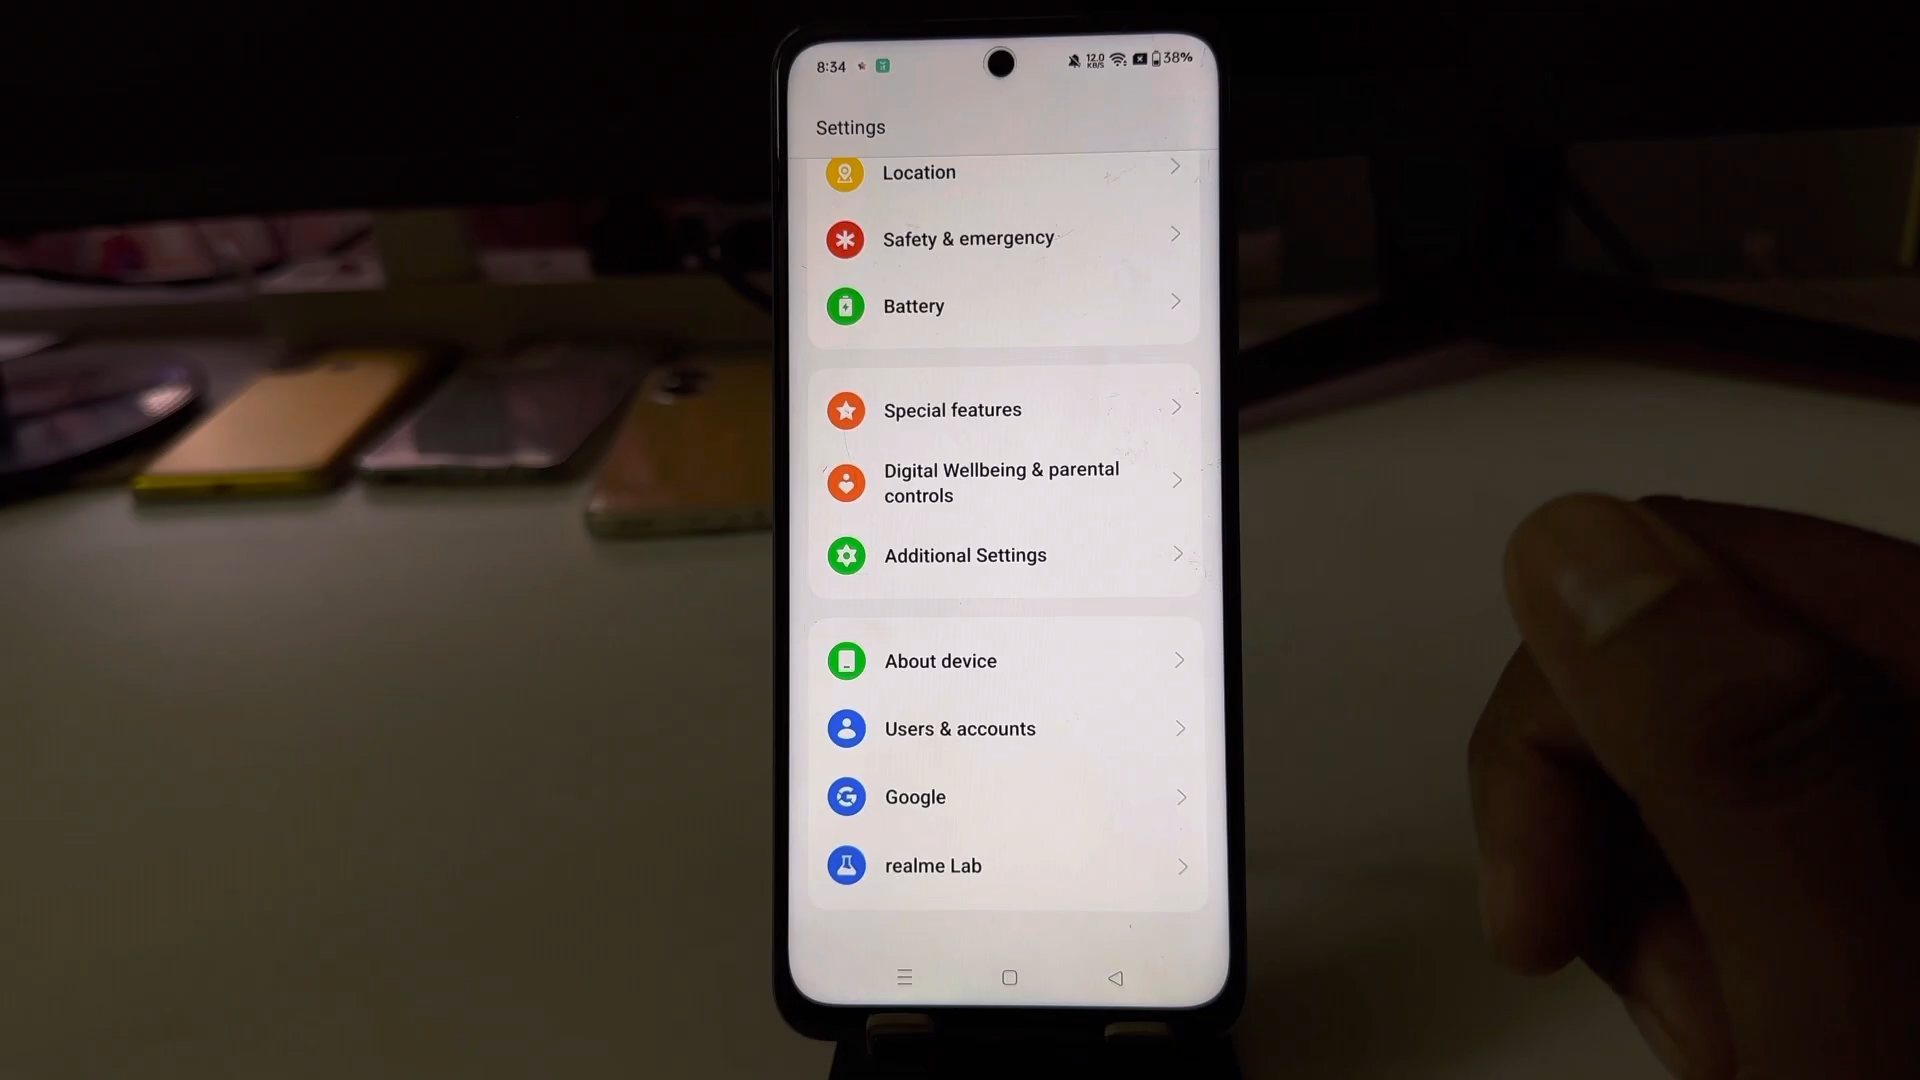 8:34
12.0
KB/S
38%
Settings
Location
Safety & emergency
Battery
Special features
Digital Wellbeing & parental
controls
Additional Settings
About device
Users & accounts
Google
realme Lab